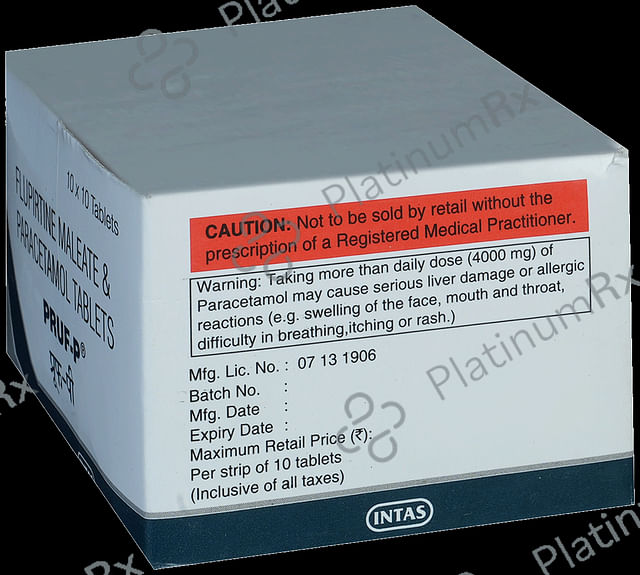 10 x 10 Tablets
FLUPIRTINE MALEATE &
PARACETAMOL TABLETS
PRUF-P®
प्रूफ-पी
CAUTION: Not to be sold by retail without the
prescription of a Registered Medical Practitioner.
Warning: Taking more than daily dose (4000 mg) of
Paracetamol may cause serious liver damage or allergic
reactions (e.g. swelling of the face, mouth and throat,
difficulty in breathing,itching or rash.)
Mfg. Lic. No. : 07 13 1906
Batch No. :
Mfg. Date :
Expiry Date :
Maximum Retail Price (₹):
Per strip of 10 tablets
(Inclusive of all taxes)
INTAS
PlatinumRx
PlatinumRx
PlatinumRx